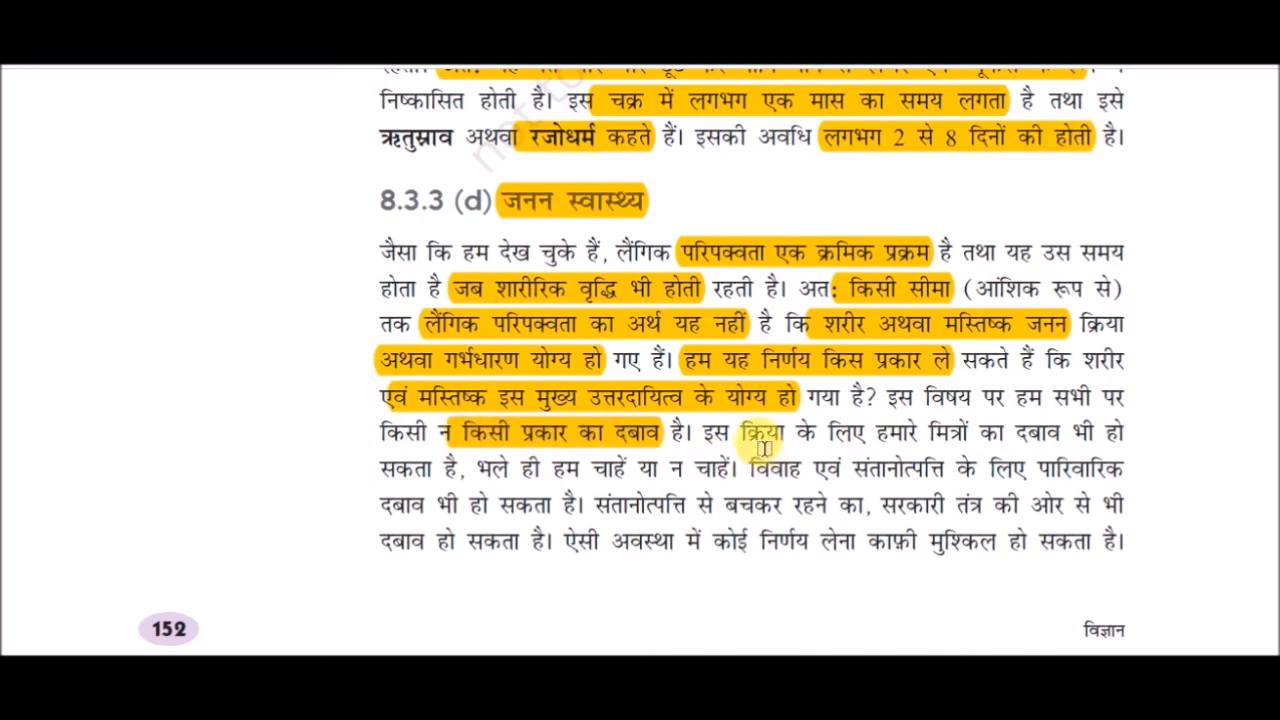 निष्कासित होती है। इस चक्र में लगभग एक मास का समय लगता है तथा इसे
ऋतुस्राव अथवा रजोधर्म कहते हैं। इसकी अवधि लगभग 2 से 8 दिनों की होती है।
8.3.3 (d) जनन स्वास्थ्य
जैसा कि हम देख चुके हैं, लैंगिक परिपक्वता एक क्रमिक प्रक्रम है तथा यह उस समय
होता है जब शारीरिक वृद्धि भी होती रहती है। अतः किसी सीमा (आंशिक रूप से)
तक लैंगिक परिपक्वता का अर्थ यह नहीं है कि शरीर अथवा मस्तिष्क जनन क्रिया
अथवा गर्भधारण योग्य हो गए हैं। हम यह निर्णय किस प्रकार ले सकते हैं कि शरीर
एवं मस्तिष्क इस मुख्य उत्तरदायित्व के योग्य हो गया है? इस विषय पर हम सभी पर
किसी न किसी प्रकार का दबाव है। इस क्रिया के लिए हमारे मित्रों का दबाव भी हो
सकता है, भले ही हम चाहें या न चाहें। विवाह एवं संतानोत्पत्ति के लिए पारिवारिक
दबाव भी हो सकता है। संतानोत्पत्ति से बचकर रहने का, सरकारी तंत्र की ओर से भी
दबाव हो सकता है। ऐसी अवस्था में कोई निर्णय लेना काफ़ी मुश्किल हो सकता है।
152
विज्ञान